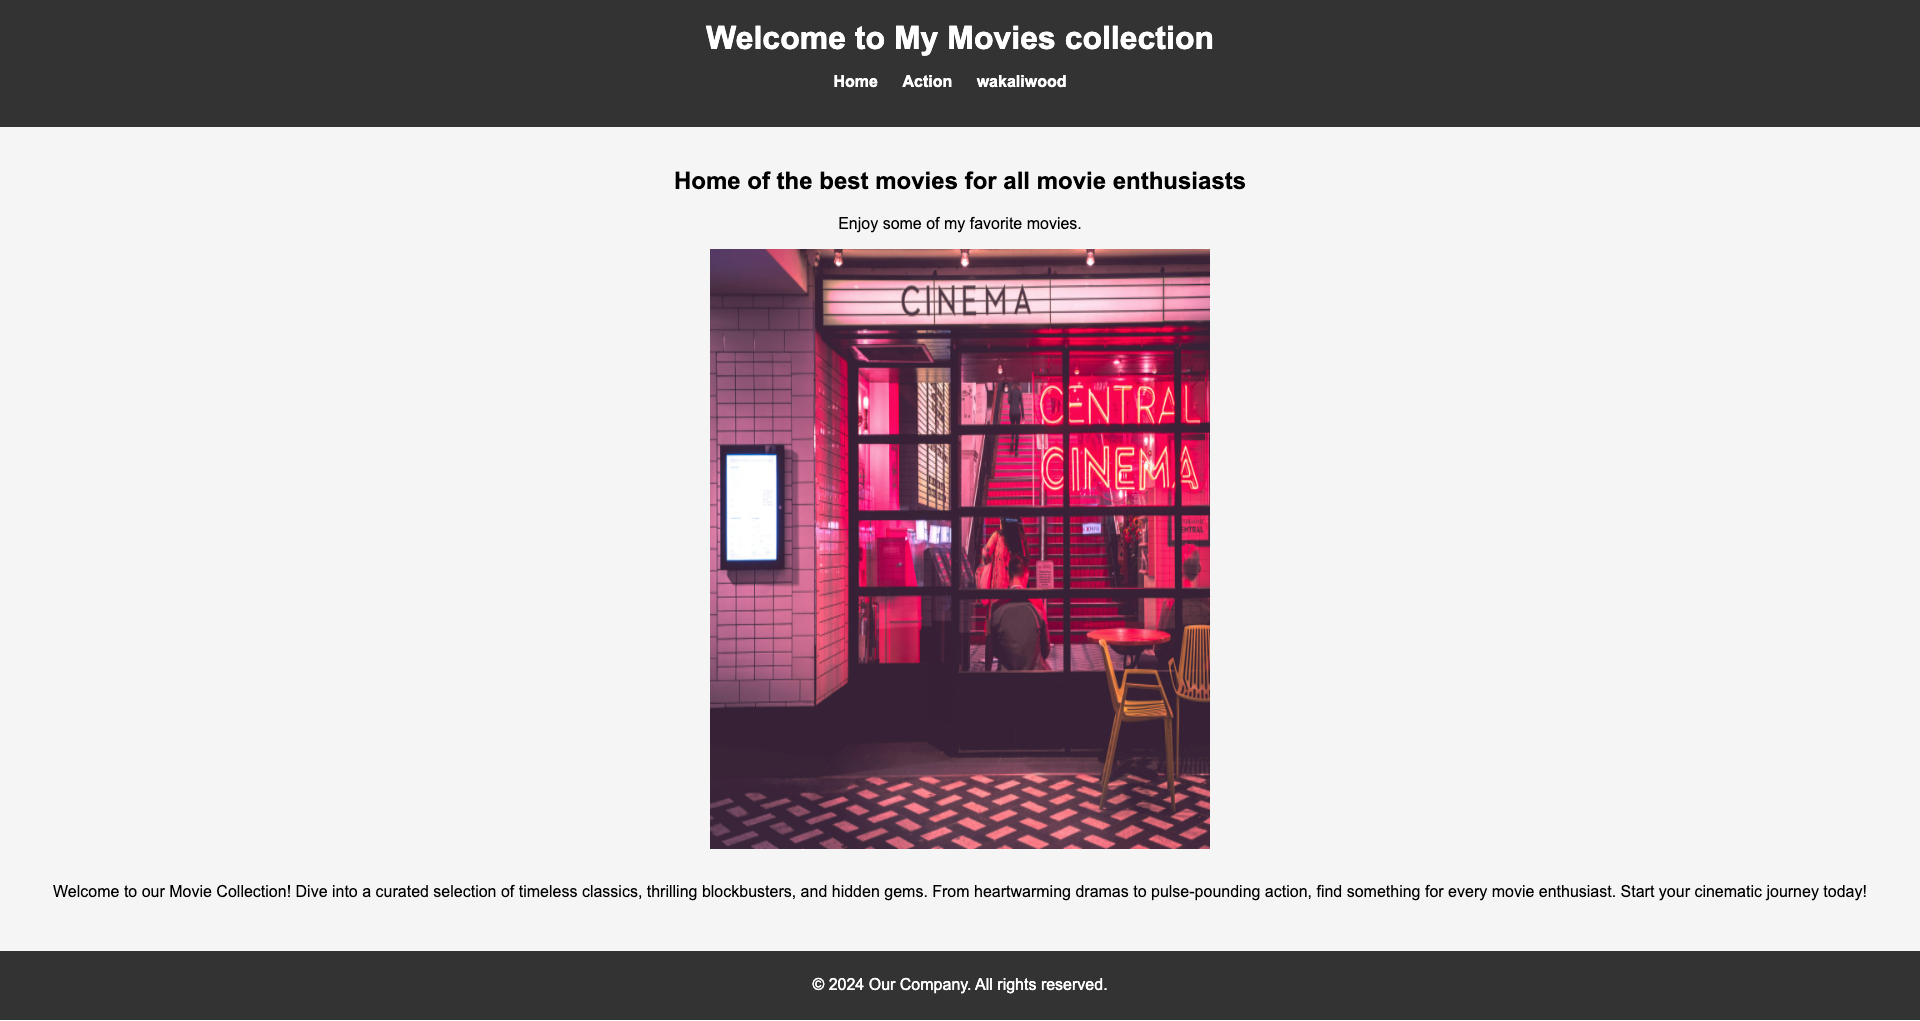 Welcome to My Movies collection
Home Action wakaliwood
Home of the best movies for all movie enthusiasts
Enjoy some of my favorite movies.
CINEMA
CENTRAL
CINEMA
CENTRAL
Welcome to our Movie Collection! Dive into a curated selection of timeless classics, thrilling blockbusters, and hidden gems. From heartwarming dramas to pulse-pounding action, find something for every movie enthusiast. Start your cinematic journey today!
© 2024 Our Company. All rights reserved.